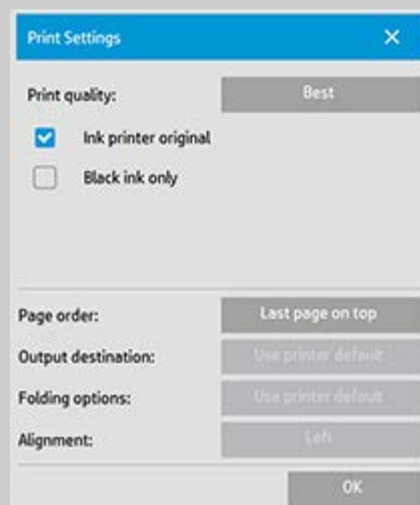 Print Settings
Print quality: Best
Ink printer original
Black ink only
Page order: Last page on top
Output destination: Use printer default
Folding options: Use printer default
Alignment: Left
OK